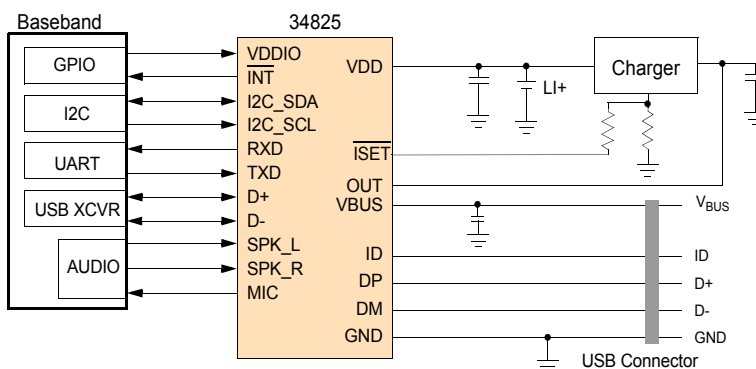 Baseband
34825
GPIO
I2C
UART
USB XCVR
AUDIO
VDDIO
INT
I2C_SDA
I2C_SCL
RXD
TXD
D+
D-
SPK_L
SPK_R
MIC
VDD
ISET
OUT
VBUS
ID
DP
DM
GND
LI+
Charger
VBUS
ID
D+
D-
GND
USB Connector